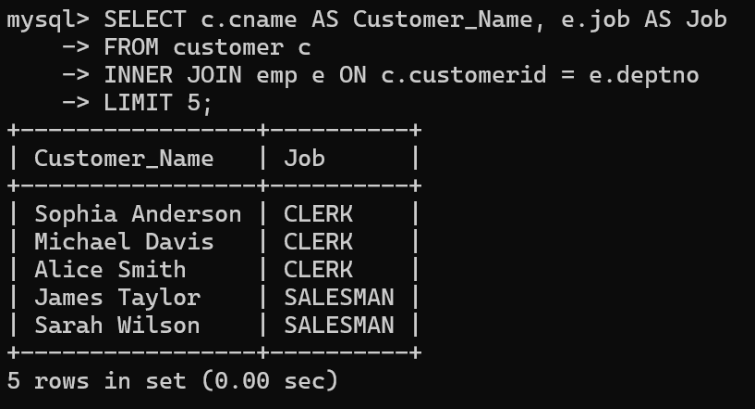 mysql> SELECT c.cname AS Customer_Name, e.job AS Job
    -> FROM customer c
    -> INNER JOIN emp e ON c.customerid = e.deptno
    -> LIMIT 5;
+----------------+----------+
| Customer_Name  | Job      |
+----------------+----------+
| Sophia Anderson | CLERK    |
| Michael Davis   | CLERK    |
| Alice Smith     | CLERK    |
| James Taylor    | SALESMAN |
| Sarah Wilson    | SALESMAN |
+----------------+----------+
5 rows in set (0.00 sec)